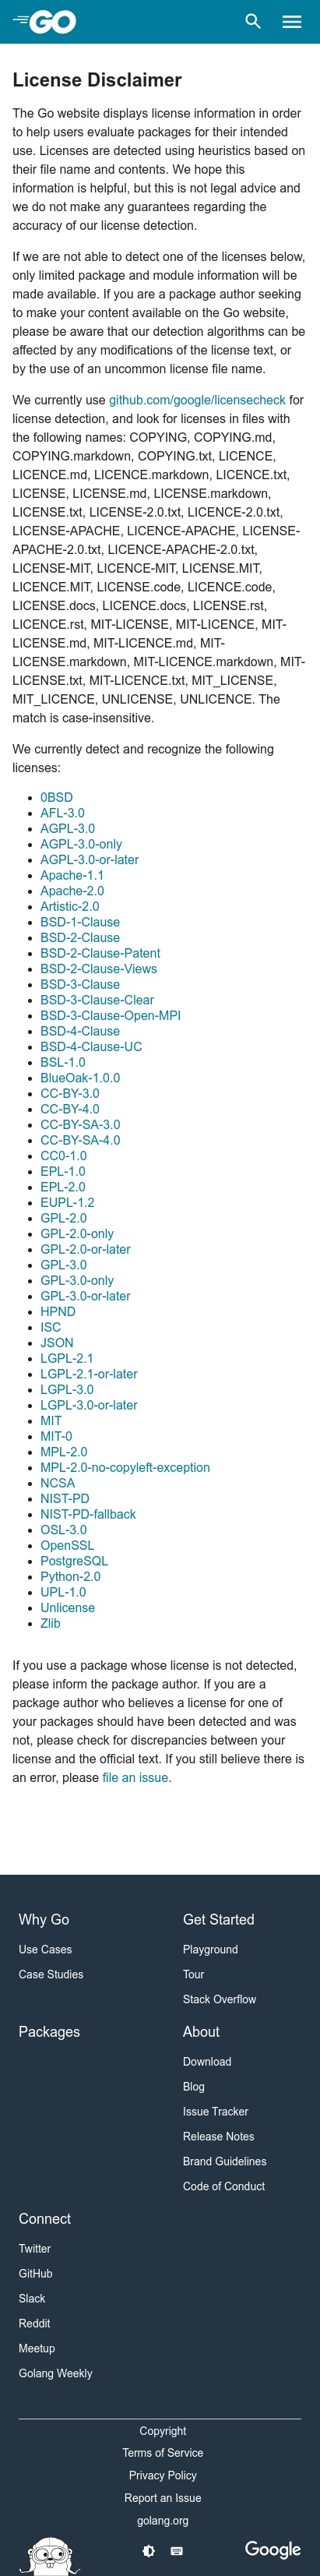 GO
License Disclaimer
The Go website displays license information in order
to help users evaluate packages for their intended
use. Licenses are detected using heuristics based on
their file name and contents. We hope this
information is helpful, but this is not legal advice and
we do not make any guarantees regarding the
accuracy of our license detection.
If we are not able to detect one of the licenses below,
only limited package and module information will be
made available. If you are a package author seeking
to make your content available on the Go website,
please be aware that our detection algorithms can be
affected by any modifications of the license text, or
by the use of an uncommon license file name.
We currently use github.com/google/licensecheck for
license detection, and look for licenses in files with
the following names: COPYING, COPYING.md,
COPYING.markdown, COPYING.txt, LICENCE,
LICENCE.md, LICENCE.markdown, LICENCE.txt,
LICENSE, LICENSE.md, LICENSE.markdown,
LICENSE.txt, LICENSE-2.0.txt, LICENCE-2.0.txt,
LICENSE-APACHE, LICENCE-APACHE, LICENSE-
APACHE-2.0.txt, LICENCE-APACHE-2.0.txt,
LICENSE-MIT, LICENCE-MIT, LICENSE.MIT,
LICENCE.MIT, LICENSE.code, LICENCE.code,
LICENSE.docs, LICENCE.docs, LICENSE.rst,
LICENCE.rst, MIT-LICENSE, MIT-LICENCE, MIT-
LICENSE.md, MIT-LICENCE.md, MIT-
LICENSE.markdown, MIT-LICENCE.markdown, MIT-
LICENSE.txt, MIT-LICENCE.txt, MIT_LICENSE,
MIT_LICENCE, UNLICENSE, UNLICENCE. The
match is case-insensitive.
We currently detect and recognize the following
licenses:
• 0BSD
• AFL-3.0
• AGPL-3.0
• AGPL-3.0-only
• AGPL-3.0-or-later
• Apache-1.1
• Apache-2.0
• Artistic-2.0
• BSD-1-Clause
• BSD-2-Clause
• BSD-2-Clause-Patent
• BSD-2-Clause-Views
• BSD-3-Clause
• BSD-3-Clause-Clear
• BSD-3-Clause-Open-MPI
• BSD-4-Clause
• BSD-4-Clause-UC
• BSL-1.0
• BlueOak-1.0.0
• CC-BY-3.0
• CC-BY-4.0
• CC-BY-SA-3.0
• CC-BY-SA-4.0
• CC0-1.0
• EPL-1.0
• EPL-2.0
• EUPL-1.2
• GPL-2.0
• GPL-2.0-only
• GPL-2.0-or-later
• GPL-3.0
• GPL-3.0-only
• GPL-3.0-or-later
• HPND
• ISC
• JSON
• LGPL-2.1
• LGPL-2.1-or-later
• LGPL-3.0
• LGPL-3.0-or-later
• MIT
• MIT-0
• MPL-2.0
• MPL-2.0-no-copyleft-exception
• NCSA
• NIST-PD
• NIST-PD-fallback
• OSL-3.0
• OpenSSL
• PostgreSQL
• Python-2.0
• UPL-1.0
• Unlicense
• Zlib
If you use a package whose license is not detected,
please inform the package author. If you are a
package author who believes a license for one of
your packages should have been detected and was
not, please check for discrepancies between your
license and the official text. If you still believe there is
an error, please file an issue.
Why Go
Use Cases
Case Studies
Get Started
Playground
Tour
Stack Overflow
Packages
About
Download
Blog
Issue Tracker
Release Notes
Brand Guidelines
Code of Conduct
Connect
Twitter
GitHub
Slack
Reddit
Meetup
Golang Weekly
Copyright
Terms of Service
Privacy Policy
Report an Issue
golang.org
Google